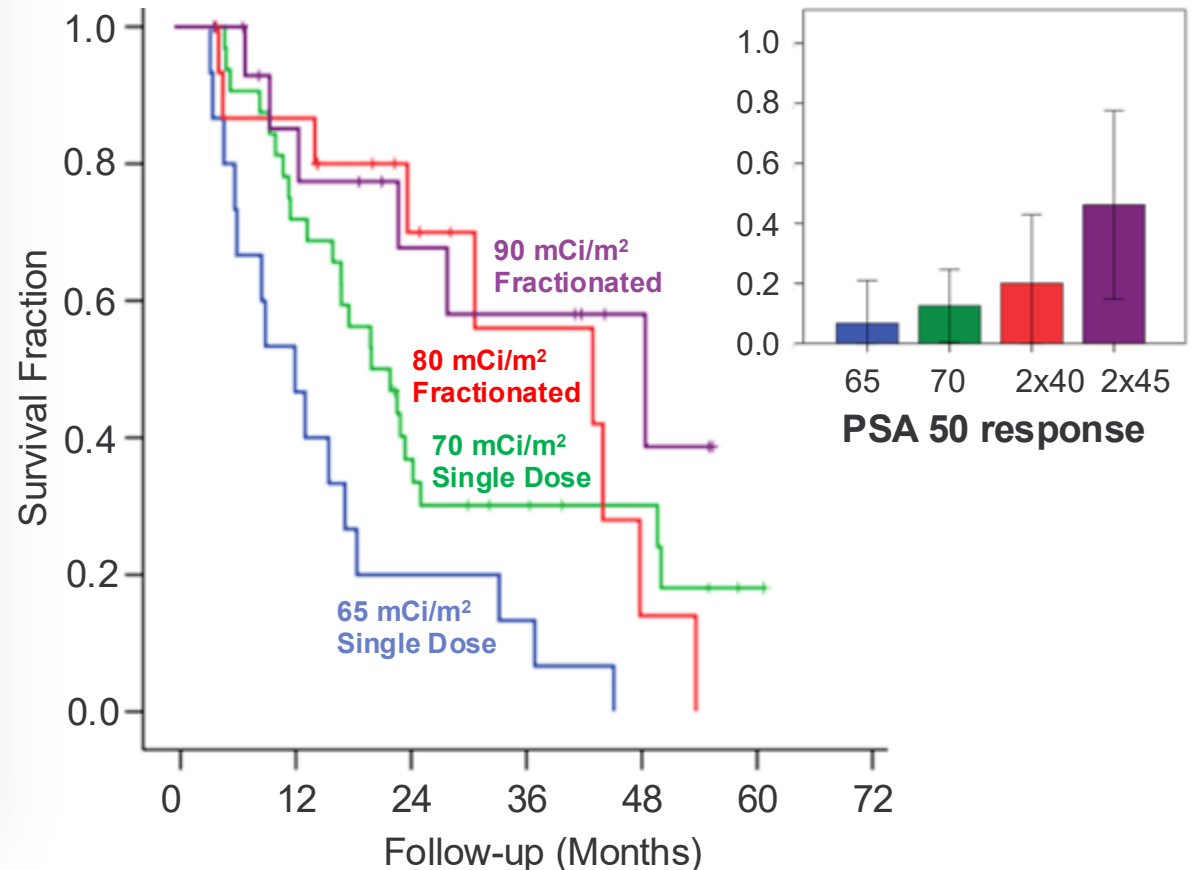 Survival Fraction
1.0
0.8
0.6
0.4
0.2
0.0
90 mCi/m²
Fractionated
80 mCi/m²
Fractionated
70 mCi/m²
Single Dose
65 mCi/m²
Single Dose
0 12 24 36 48 60 72
Follow-up (Months)
1.0
0.8
0.6
0.4
0.2
0.0
65 70 2x40 2x45
PSA 50 response